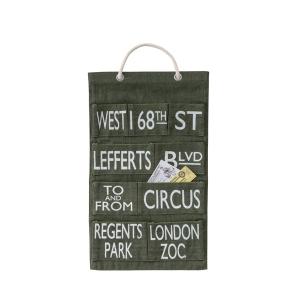 WEST 168TH ST
LEFFERTS BLVD
TO
AND
FROM
CIRCUS
REGENTS
PARK
LONDON
ZOC